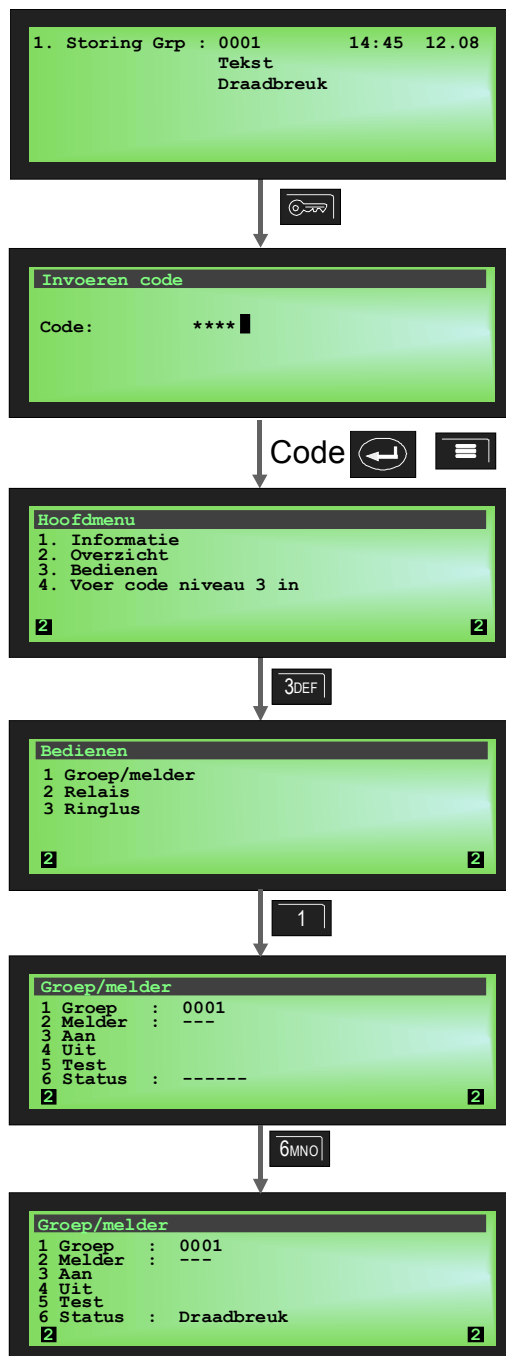 1. Storing Grp : 0001 14:45 12.08
Tekst
Draadbreuk
Invoeren code
Code: ****
Code
Hoofdmenu
1. Informatie
2. Overzicht
3. Bedienen
4. Voer code niveau 3 in
2 2
3DEF
Bedienen
1 Groep/melder
2 Relais
3 Ringlus
2 2
1
Groep/melder
1 Groep : 0001
2 Melder : ---
3 Aan
4 Uit
5 Test
6 Status : ------
2 2
6MNO
Groep/melder
1 Groep : 0001
2 Melder : ---
3 Aan
4 Uit
5 Test
6 Status : Draadbreuk
2 2